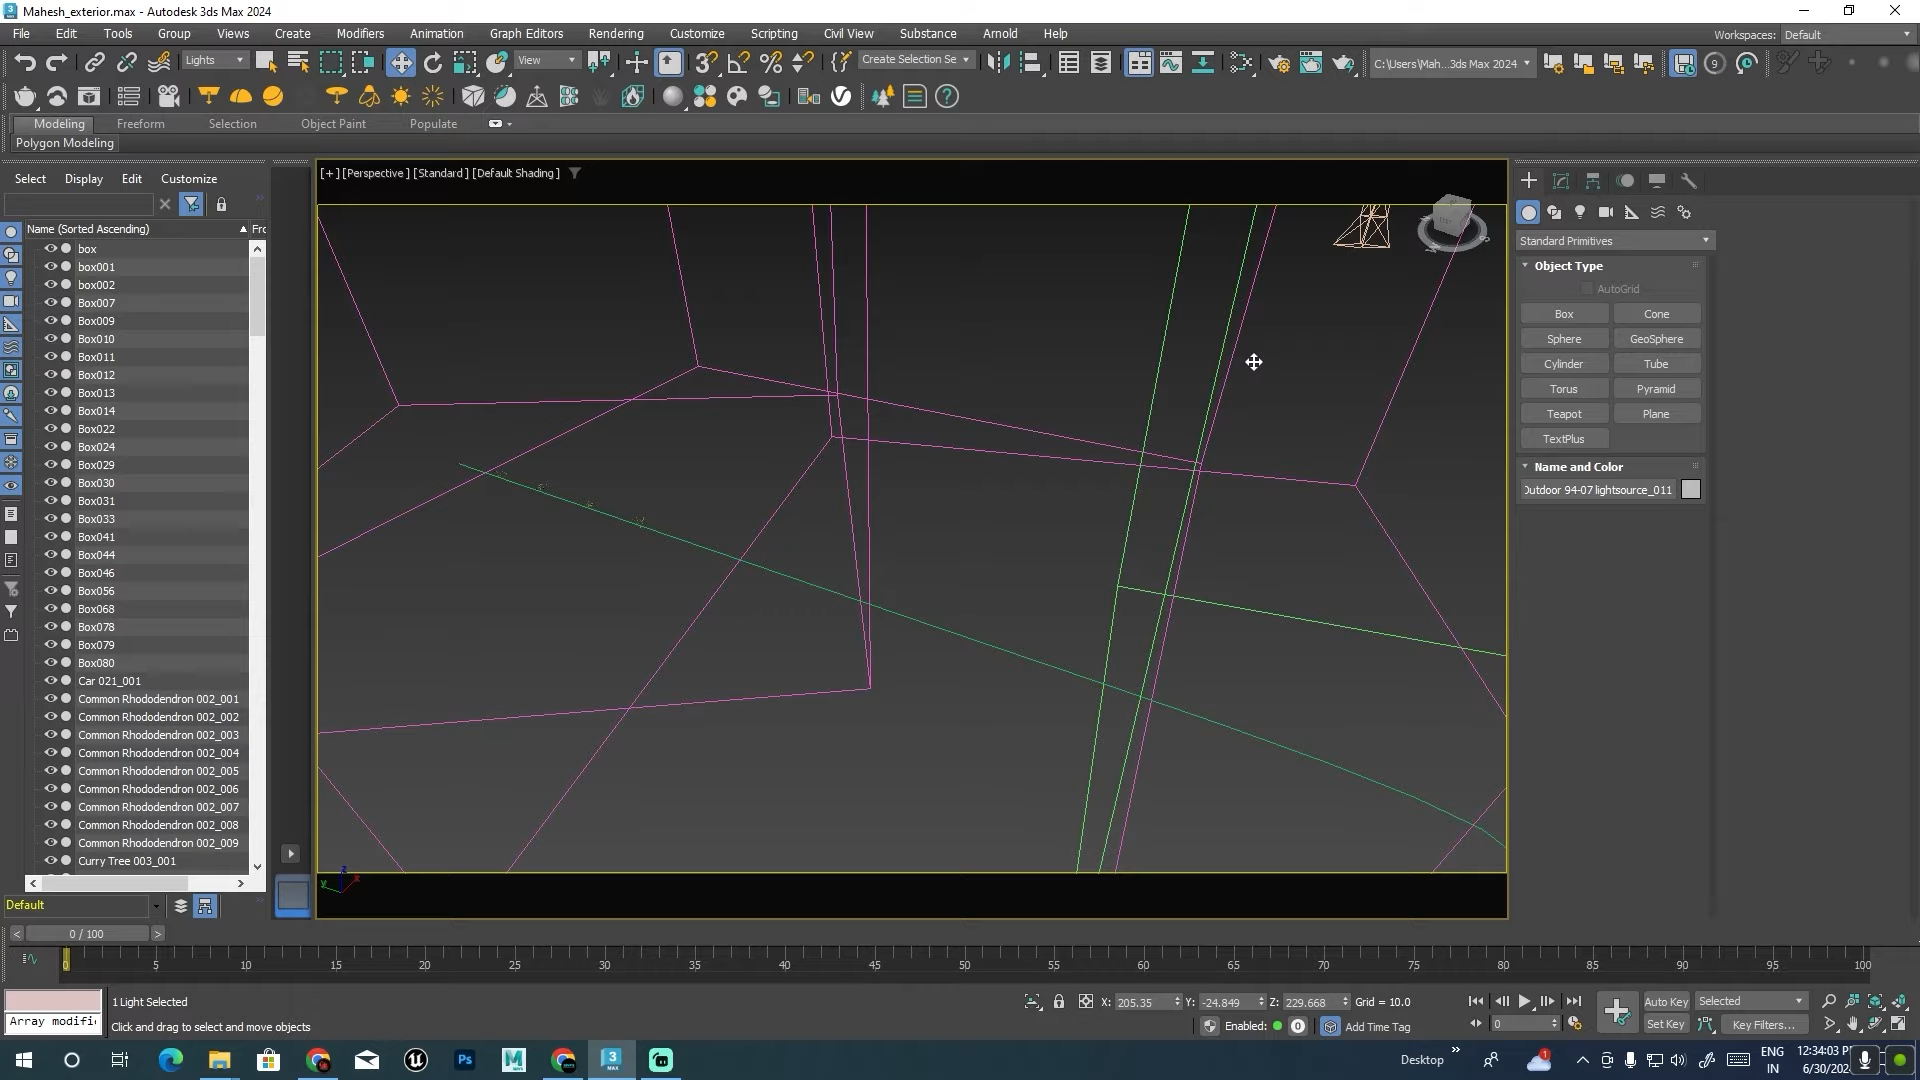 Mahesh_exterior.max - Autodesk 3ds Max 2024
File Edit Tools Group Views Create Modifiers Animation Graph Editors Rendering Customize Scripting Civil View Substance Arnold Help
Workspaces: Default
Lights
View
Create Selection Se
C:\Users\Mah...3ds Max 2024
Modeling Freeform Selection Object Paint Populate
Polygon Modeling
Select Display Edit Customize
[+] [Perspective] [Standard] [Default Shading]
Name (Sorted Ascending)
box
box001
box002
Box007
Box009
Box010
Box011
Box012
Box013
Box014
Box022
Box024
Box029
Box030
Box031
Box033
Box041
Box044
Box046
Box056
Box068
Box078
Box079
Box080
Car 021_001
Common Rhododendron 002_001
Common Rhododendron 002_002
Common Rhododendron 002_003
Common Rhododendron 002_004
Common Rhododendron 002_005
Common Rhododendron 002_006
Common Rhododendron 002_007
Common Rhododendron 002_008
Common Rhododendron 002_009
Curry Tree 003_001
Default
Standard Primitives
Object Type
AutoGrid
Box Cone
Sphere GeoSphere
Cylinder Tube
Torus Pyramid
Teapot Plane
TextPlus
Name and Color
Outdoor 94-07 lightsource_011
0 / 100
0 5 10 15 20 25 30 35 40 45 50 55 60 65 70 75 80 85 90 95 100
Array modifi
1 Light Selected
Click and drag to select and move objects
X: 205.35 Y: -24.849 Z: 229.668 Grid = 10.0
Enabled: 0 Add Time Tag
0
Auto Key Selected
Set Key Key Filters...
Desktop
ENG
IN
12:34:03